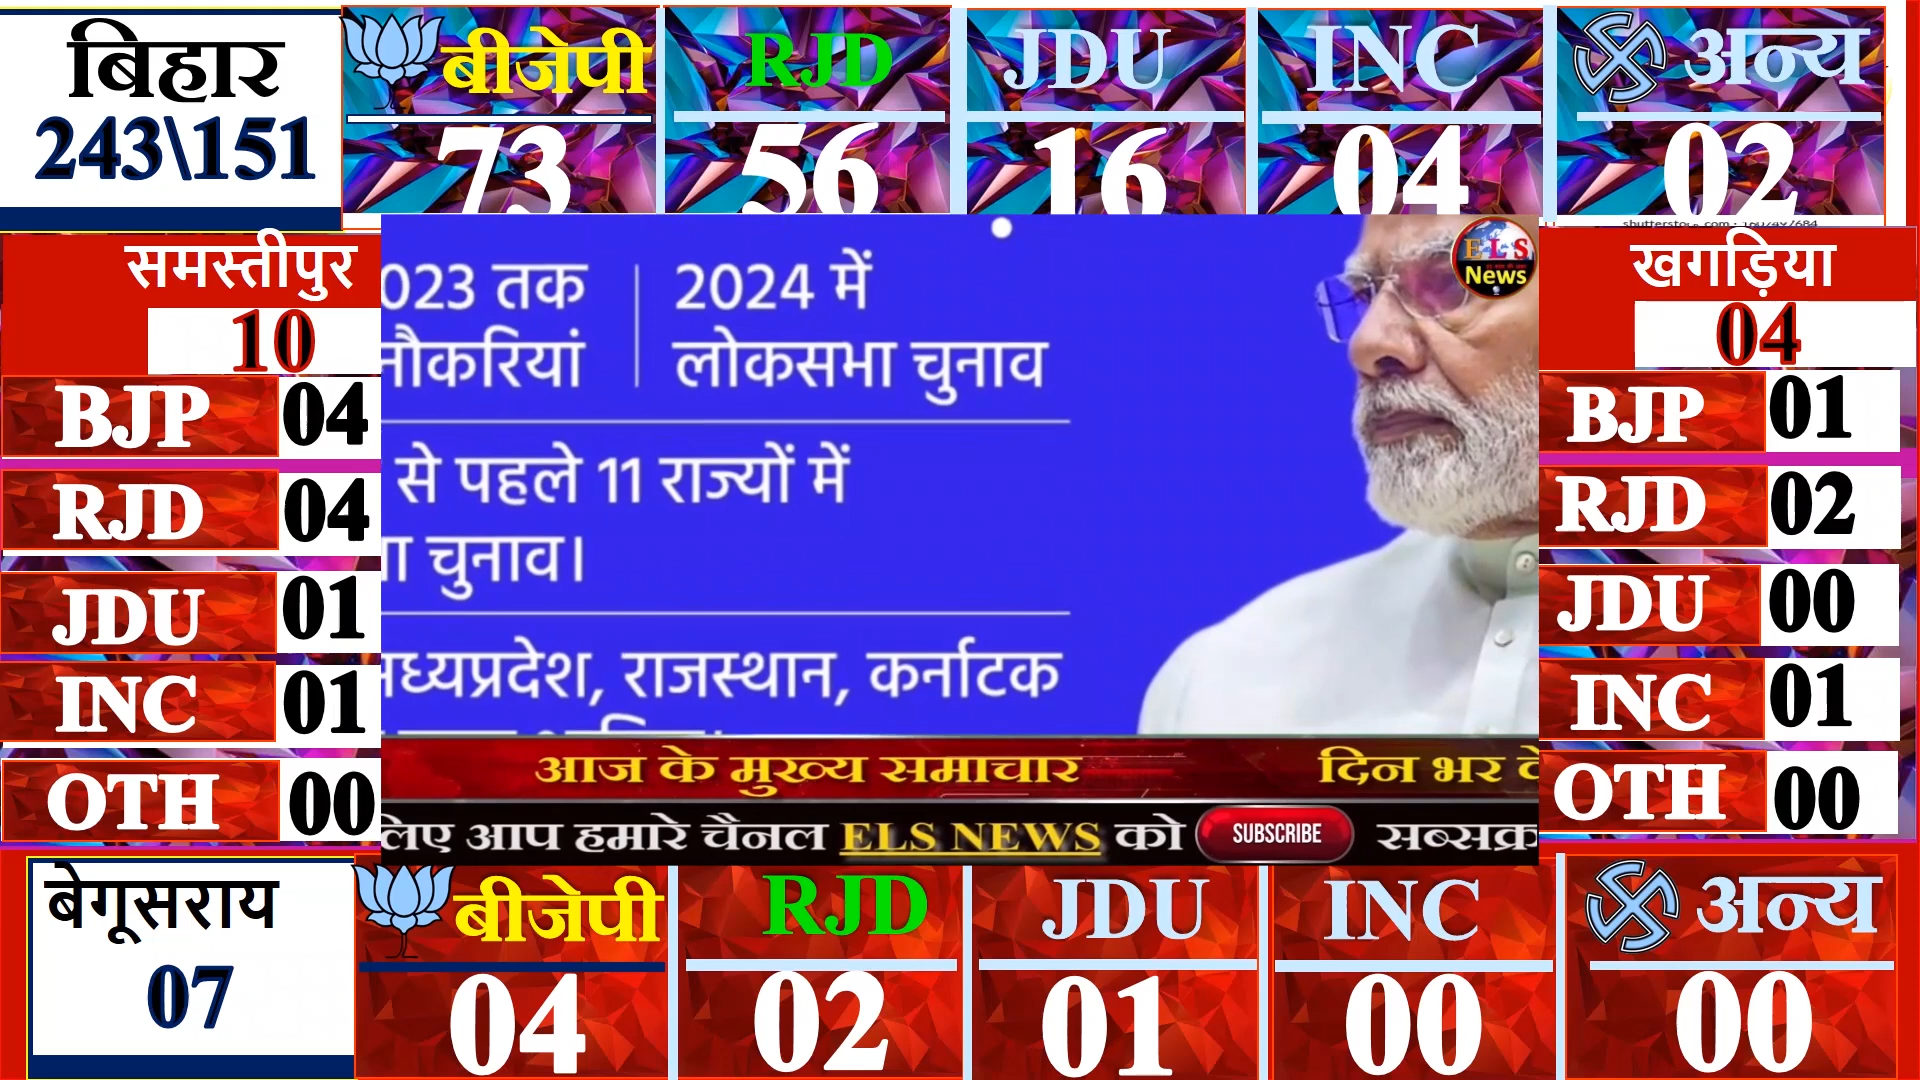 बिहार
243\151
बीजेपी
73
RJD
56
JDU
16
INC
04
अन्य
02
समस्तीपुर
10
BJP 04
RJD 04
JDU 01
INC 01
OTH 00
023 तक
नौकरियां
2024 में
लोकसभा चुनाव
से पहले 11 राज्यों में
ा चुनाव।
मध्यप्रदेश, राजस्थान, कर्नाटक
ELS
News
आज के मुख्य समाचार
दिन भर के
लिए आप हमारे चैनल ELS NEWS को SUBSCRIBE सब्सक्र
खगड़िया
04
BJP 01
RJD 02
JDU 00
INC 01
OTH 00
बेगूसराय
07
बीजेपी
04
RJD
02
JDU
01
INC
00
अन्य
00